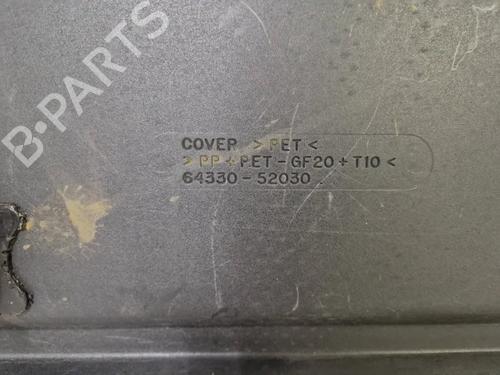 B-PARTS
COVER >PET<
>PP+PET-GF20+T10<
64330-52030